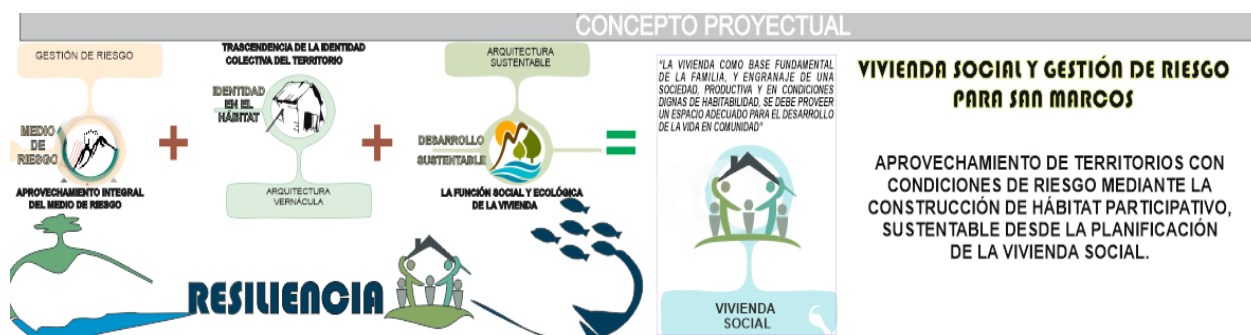 CONCEPTO PROYECTUAL
GESTIÓN DE RIESGO
MEDIO
DE
RIESGO
APROVECHAMIENTO INTEGRAL
DEL MEDIO DE RIESGO
TRASCENDENCIA DE LA IDENTIDAD
COLECTIVA DEL TERRITORIO
IDENTIDAD
EN EL
HÁBITAT
ARQUITECTURA
VERNÁCULA
ARQUITECTURA
SUSTENTABLE
DESARROLLO
SUSTENTABLE
LA FUNCIÓN SOCIAL Y ECOLÓGICA
DE LA VIVIENDA
RESILIENCIA
"LA VIVIENDA COMO BASE FUNDAMENTAL
DE LA FAMILIA, Y ENGRANAJE DE UNA
SOCIEDAD, PRODUCTIVA Y EN CONDICIONES
DIGNAS DE HABITABILIDAD, SE DEBE PROVEER
UN ESPACIO ADECUADO PARA EL DESARROLLO
DE LA VIDA EN COMUNIDAD"
VIVIENDA
SOCIAL
VIVIENDA SOCIAL Y GESTIÓN DE RIESGO
PARA SAN MARCOS
APROVECHAMIENTO DE TERRITORIOS CON
CONDICIONES DE RIESGO MEDIANTE LA
CONSTRUCCIÓN DE HÁBITAT PARTICIPATIVO,
SUSTENTABLE DESDE LA PLANIFICACIÓN
DE LA VIVIENDA SOCIAL.